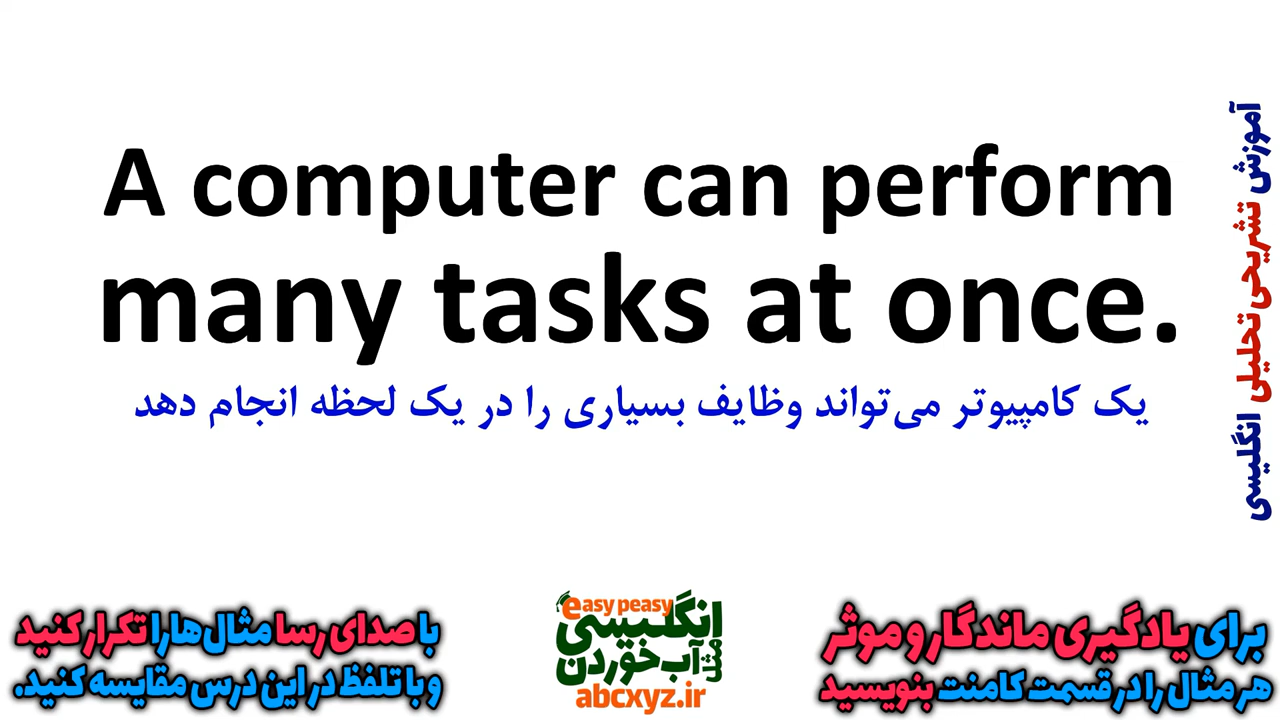 A computer can perform
many tasks at once.
یک کامپیوتر می‌تواند وظایف بسیاری را در یک لحظه انجام دهد
آموزش تشریحی تحلیلی انگلیسی
برای یادگیری ماندگار و موثر
هر مثال را در قسمت کامنت بنویسید
easy peasy
انگلیسی
مثل آب خوردن
abcxyz.ir
با صدای رسا مثال‌ها را تکرار کنید
و با تلفظ در این درس مقایسه کنید.